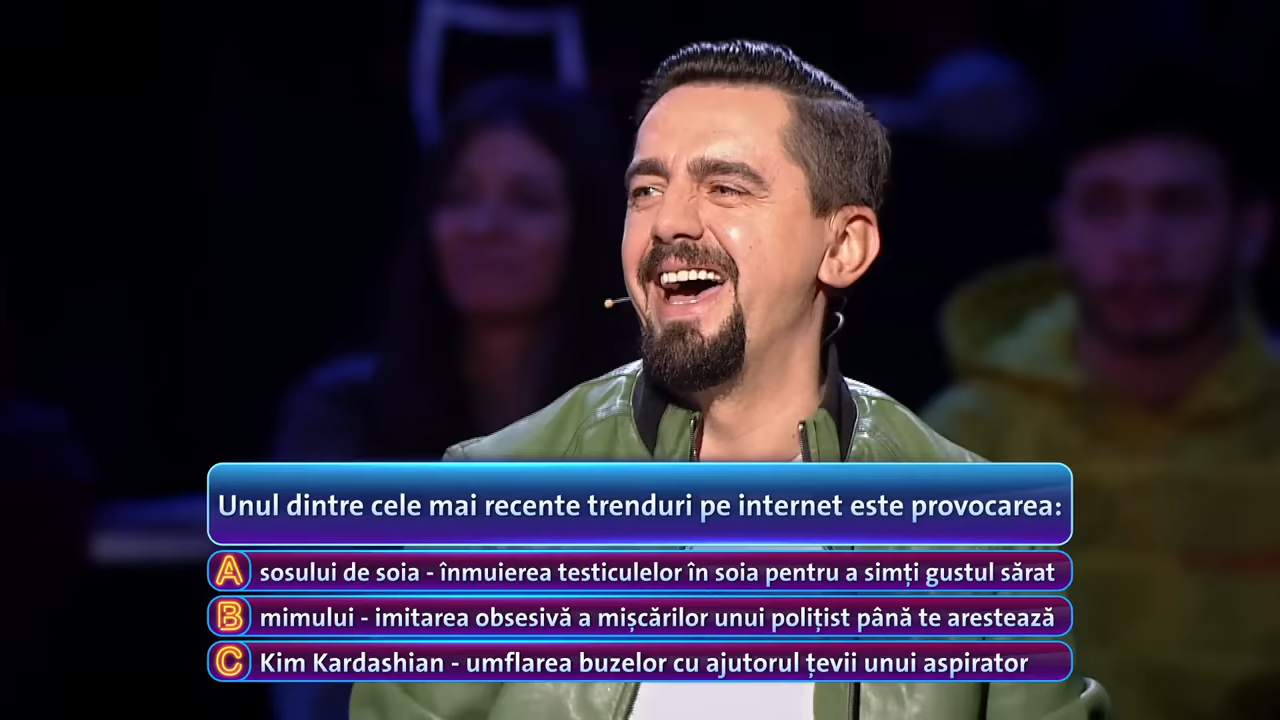 Unul dintre cele mai recente trenduri pe internet este provocarea:
A sosului de soia - înmuierea testiculelor în soia pentru a simți gustul sărat
B mimului - imitarea obsesivă a mișcărilor unui polițist până te arestează
C Kim Kardashian - umflarea buzelor cu ajutorul țevii unui aspirator